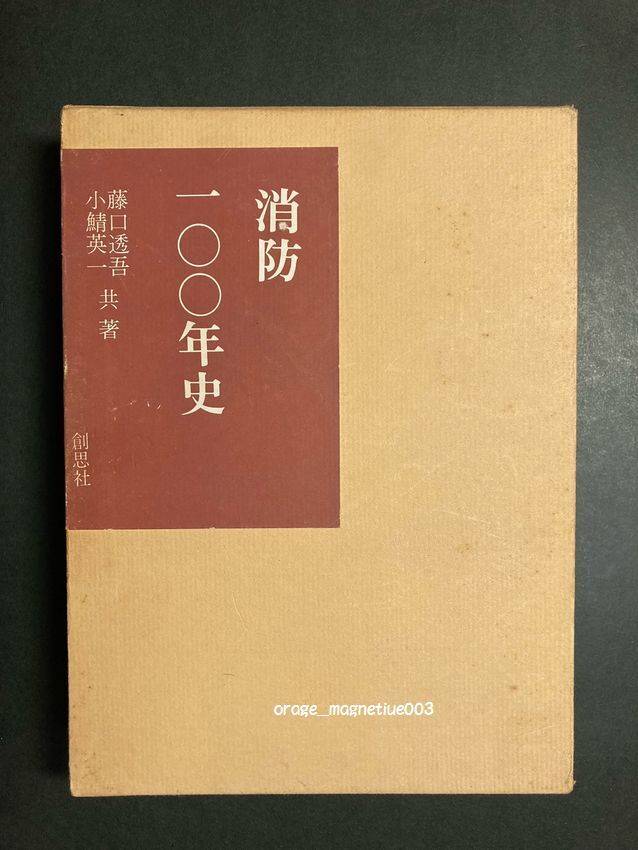 消防
一〇〇年史
藤口透吾
小鯖英一 共著
創思社
orage_magnetiue003